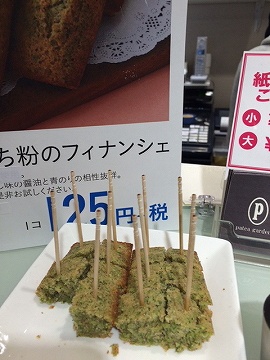 ち粉のフィナンシェ
味の醤油と青のりの相性抜群。
是非お試しください
1コ 125円+税
紙
こ
小
大
p
patea garden